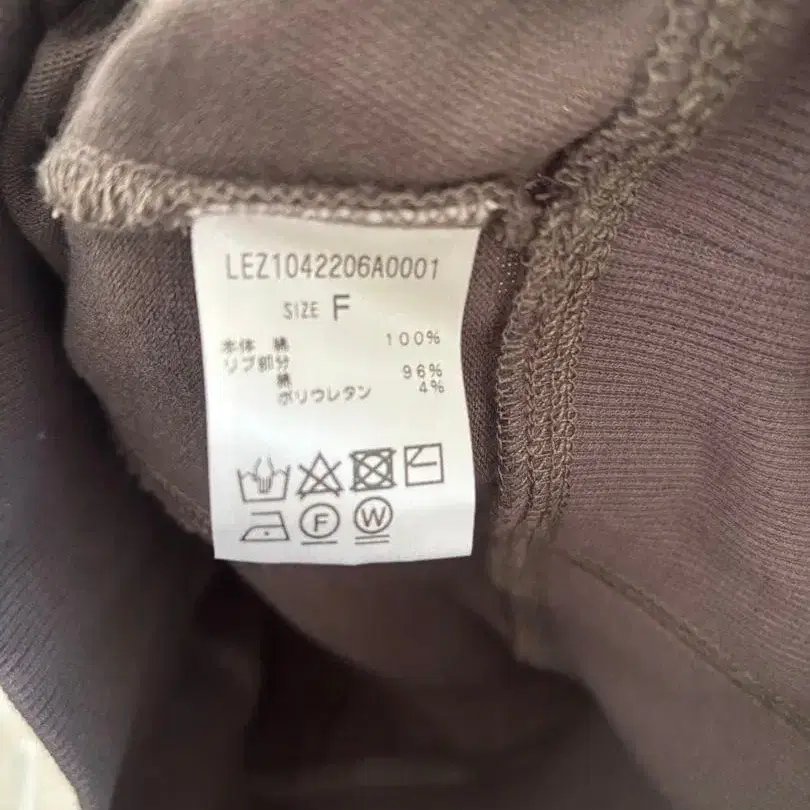 LEZ1042206A0001
SIZE F
本体 綿 100%
リブ部分
綿 96%
ポリウレタン 4%
F W